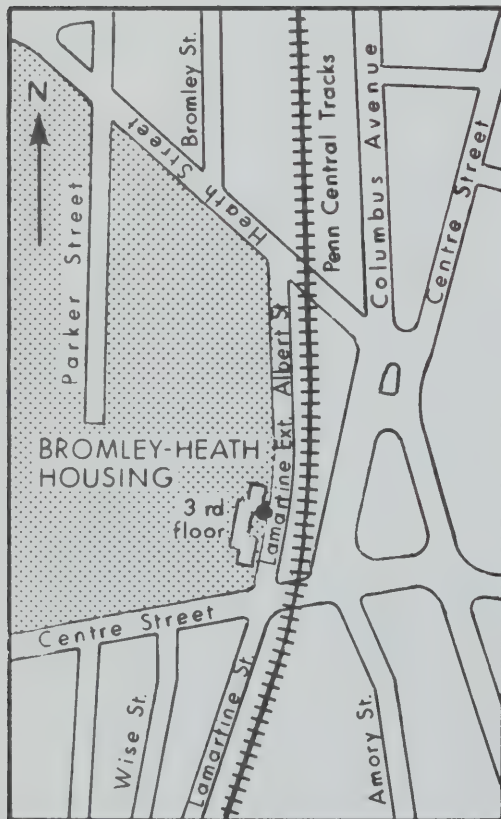 N
Bromley St.
Heath Street
Parker Street
Penn Central Tracks
Columbus Avenue
Centre Street
Lamartine Ext. Albert St
BROMLEY-HEATH
HOUSING
3 rd
floor
Centre Street
Wise St.
Lamartine St.
Amory St.